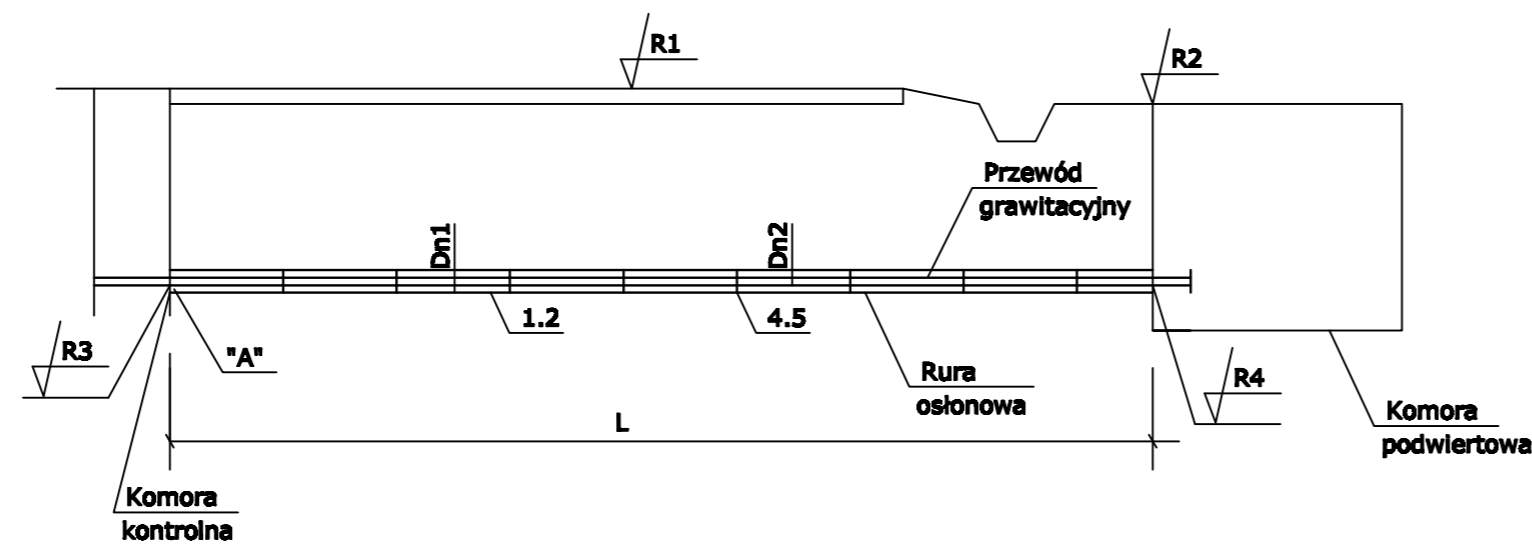 R1
R2
Przewód
grawitacyjny
Dn1
Dn2
1.2
4.5
R3
"A"
Rura
osłonowa
R4
L
Komora
podwiertowa
Komora
kontrolna